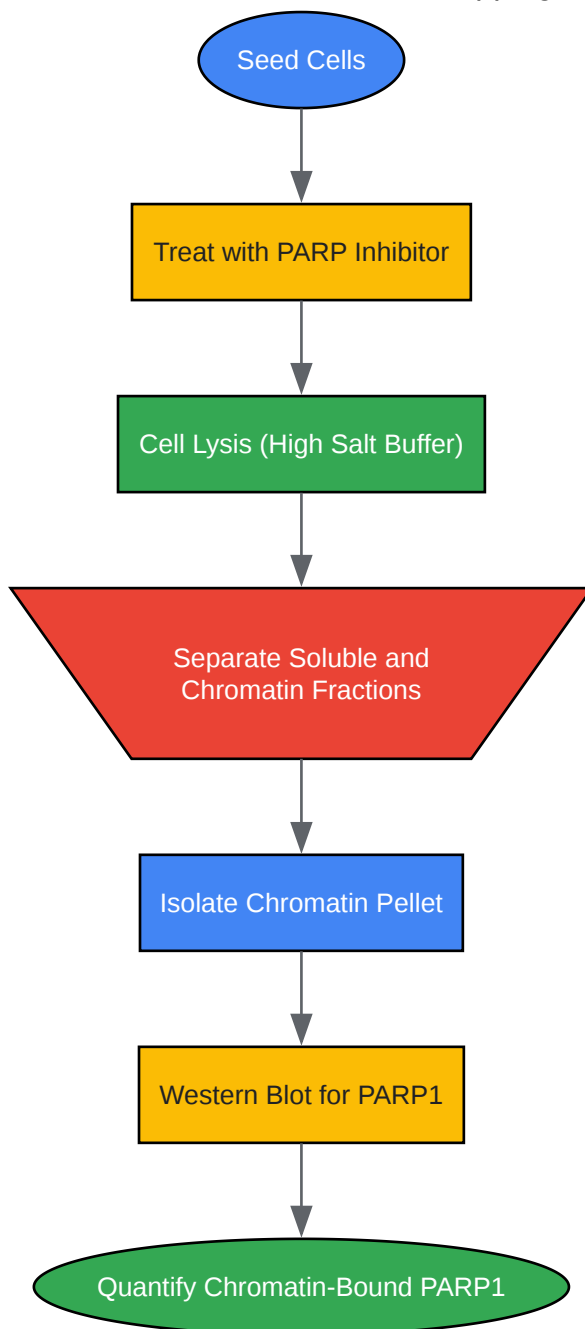 Seed Cells
Treat with PARP Inhibitor
Cell Lysis (High Salt Buffer)
Separate Soluble and
Chromatin Fractions
Isolate Chromatin Pellet
Western Blot for PARP1
Quantify Chromatin-Bound PARP1